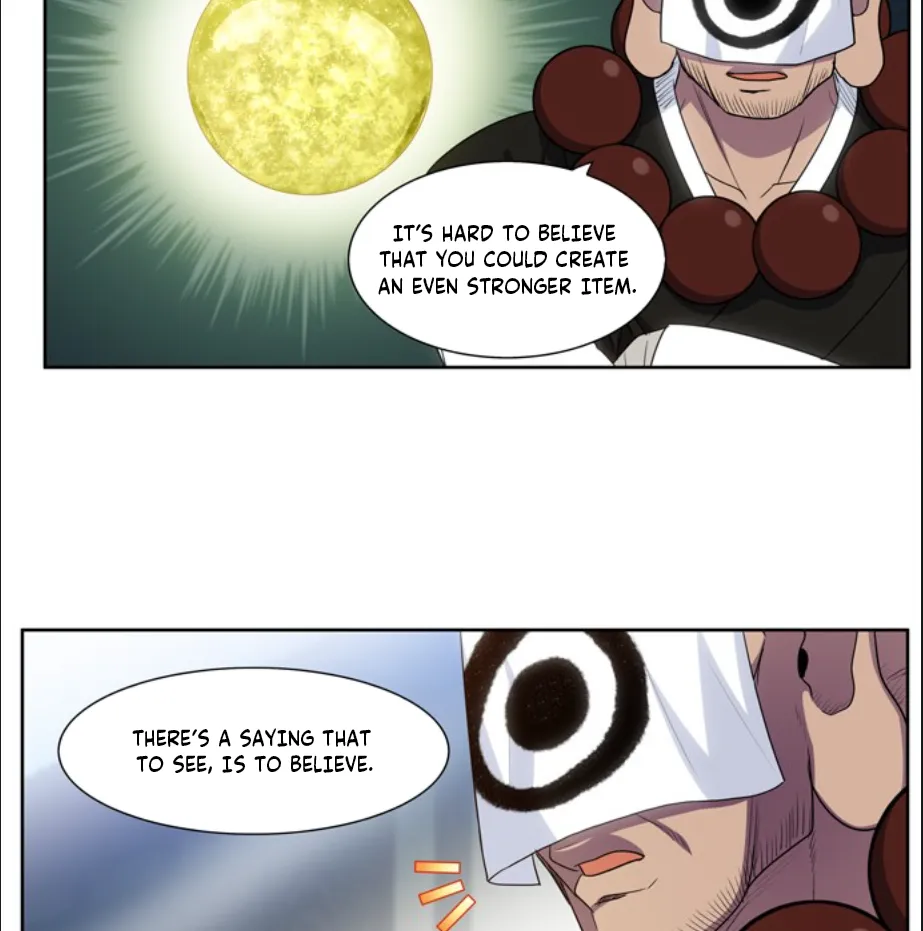 IT'S HARD TO BELIEVE
THAT YOU COULD CREATE
AN EVEN STRONGER ITEM.
THERE'S A SAYING THAT
TO SEE, IS TO BELIEVE.